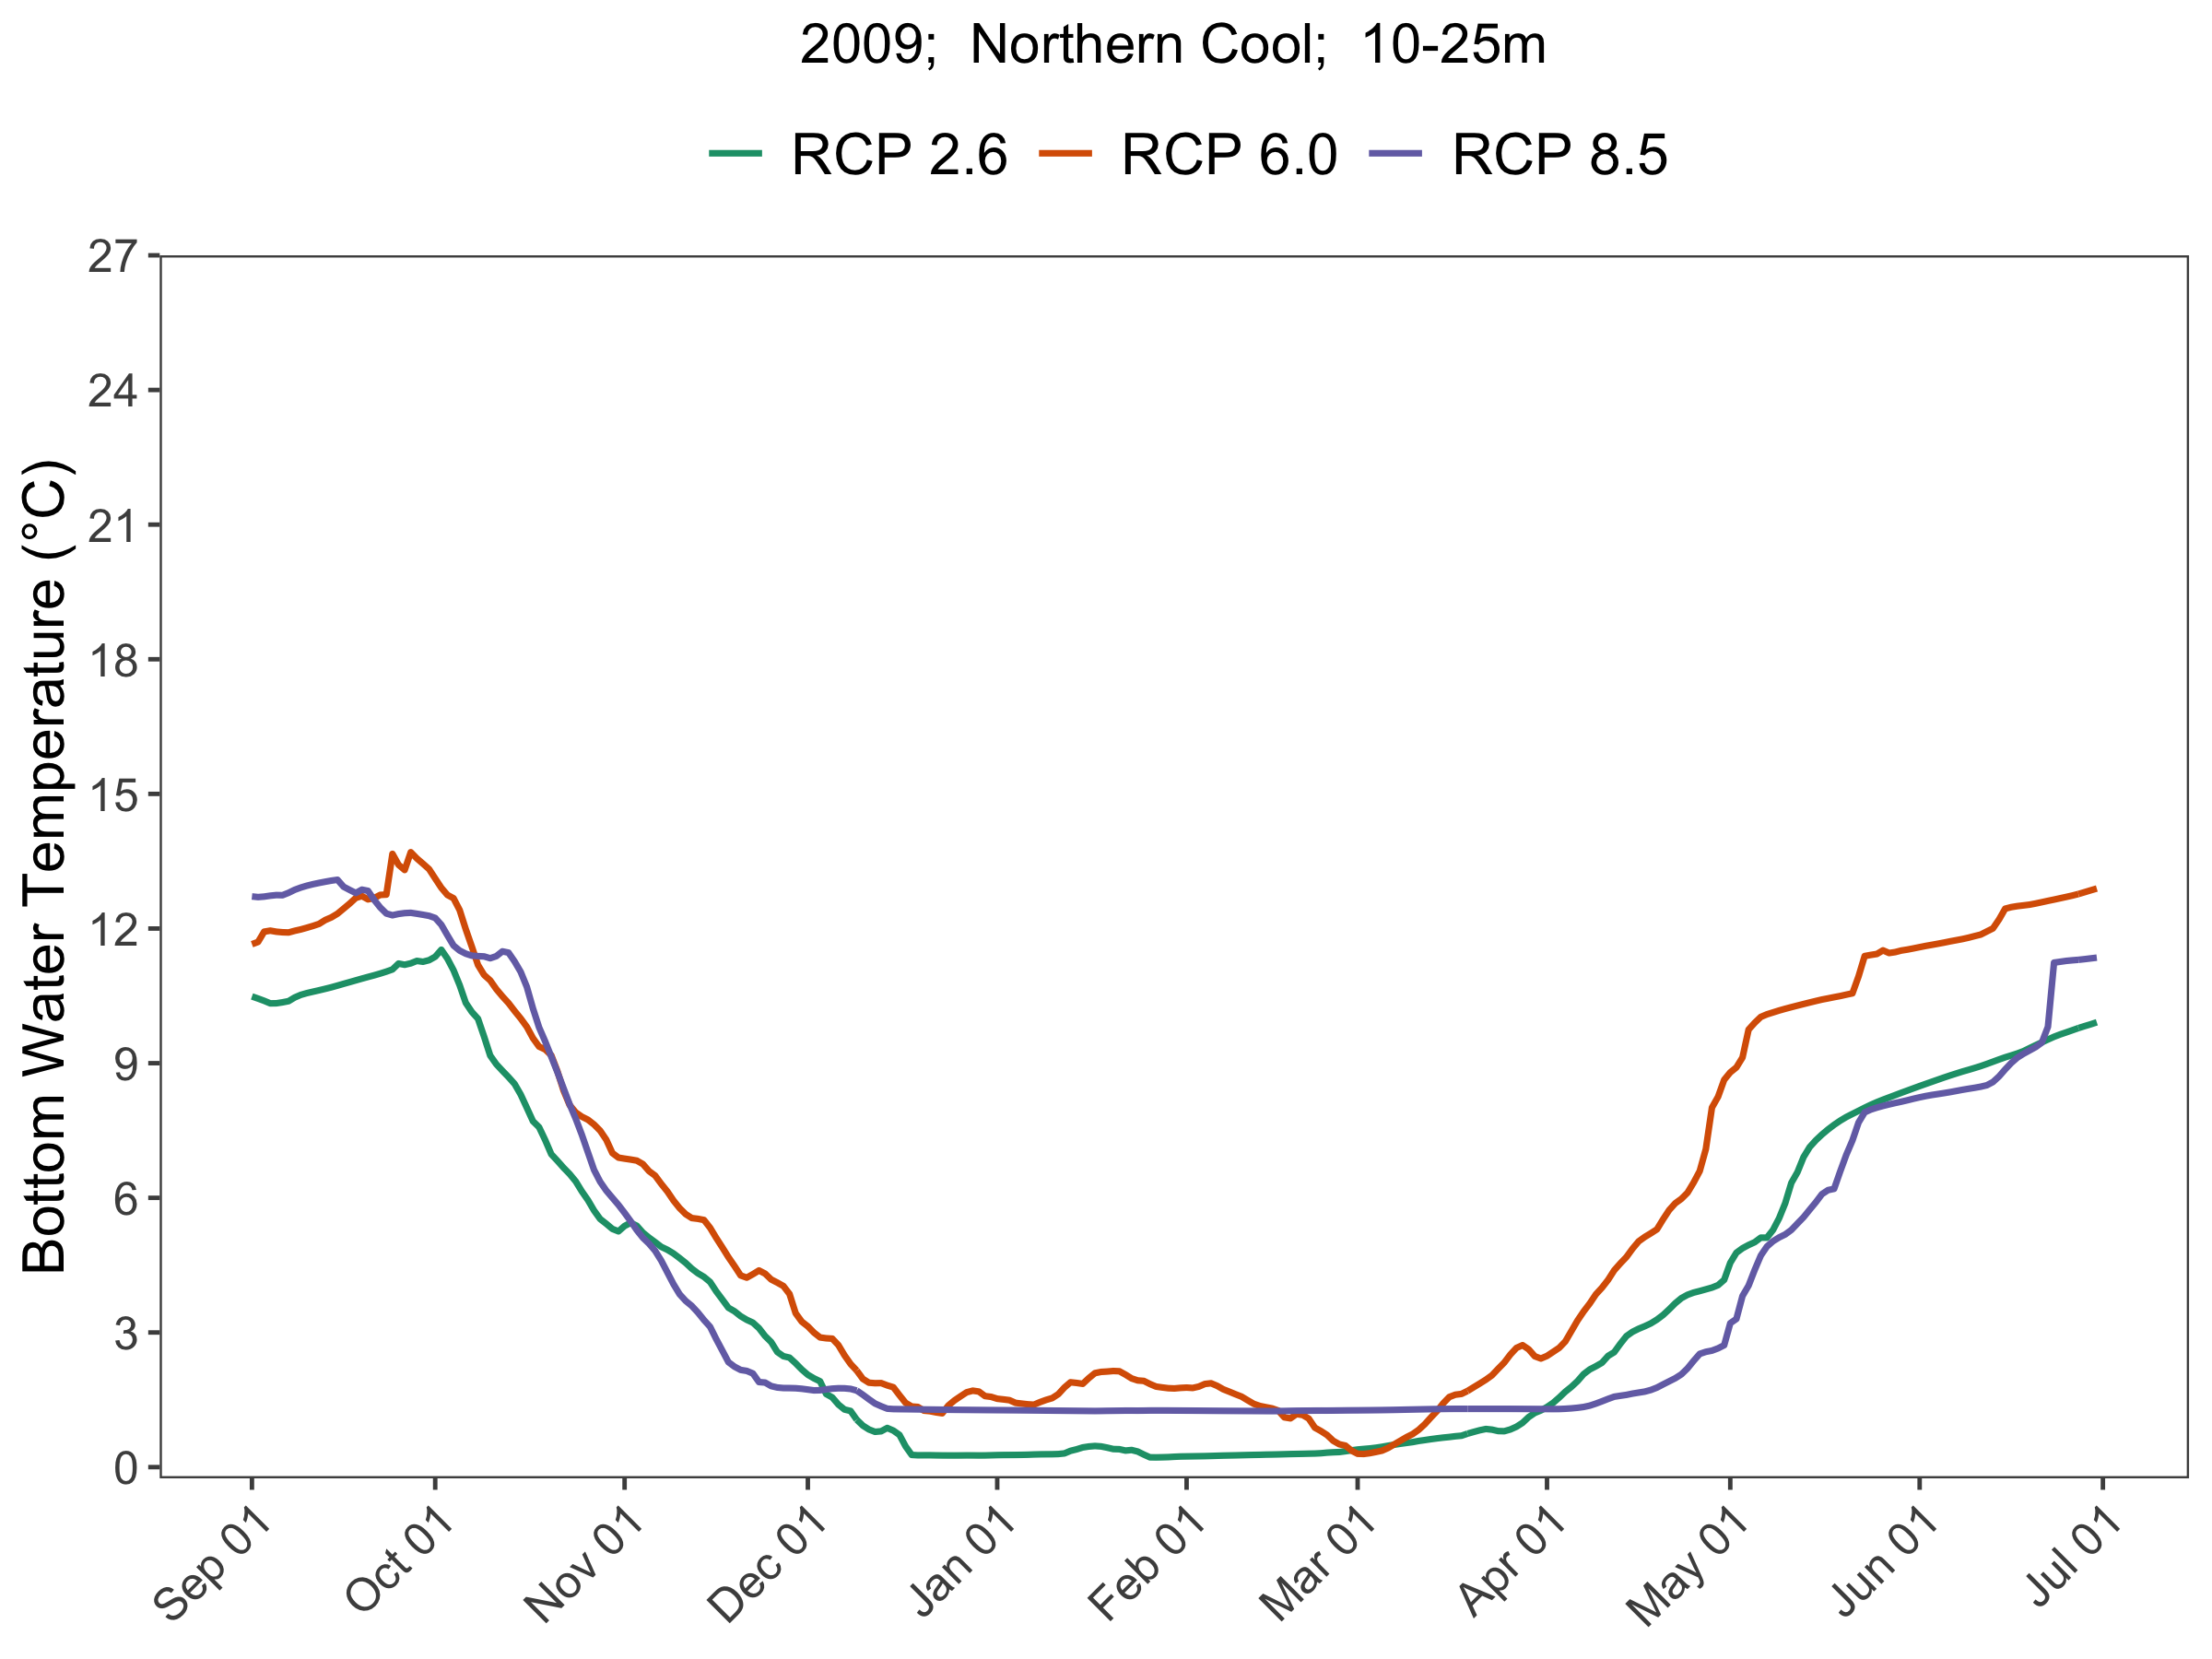 2009;  Northern Cool;  10-25m
RCP 2.6 RCP 6.0 RCP 8.5
Bottom Water Temperature (°C)
27
24
21
18
15
12
9
6
3
0
Sep 01 Oct 01 Nov 01 Dec 01 Jan 01 Feb 01 Mar 01 Apr 01 May 01 Jun 01 Jul 01